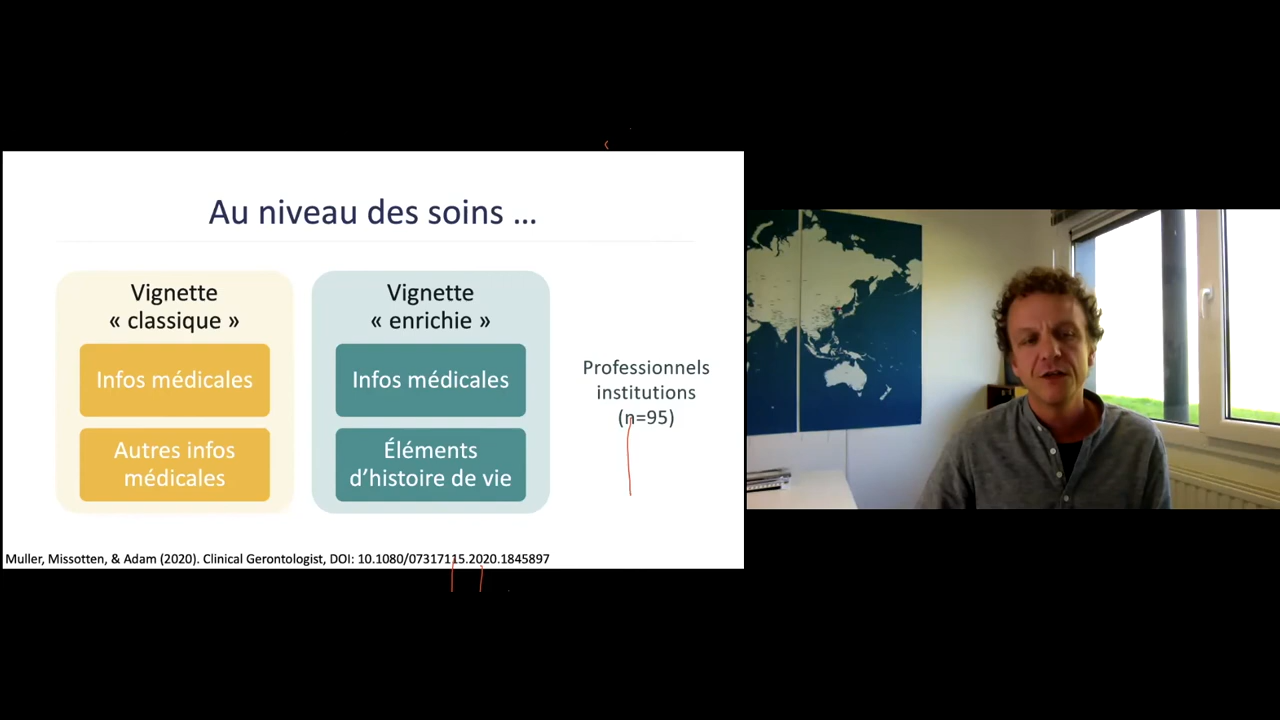 Au niveau des soins …
Vignette
« classique »
Infos médicales
Autres infos
médicales
Vignette
« enrichie »
Infos médicales
Éléments
d’histoire de vie
Professionnels
institutions
(n=95)
Muller, Missotten, & Adam (2020). Clinical Gerontologist, DOI: 10.1080/07317115.2020.1845897